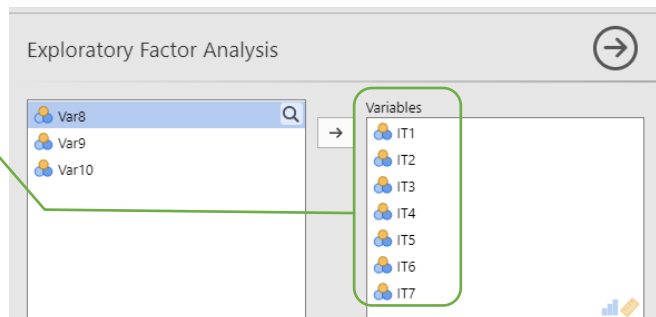 Exploratory Factor Analysis
Var8
Var9
Var10
Variables
IT1
IT2
IT3
IT4
IT5
IT6
IT7